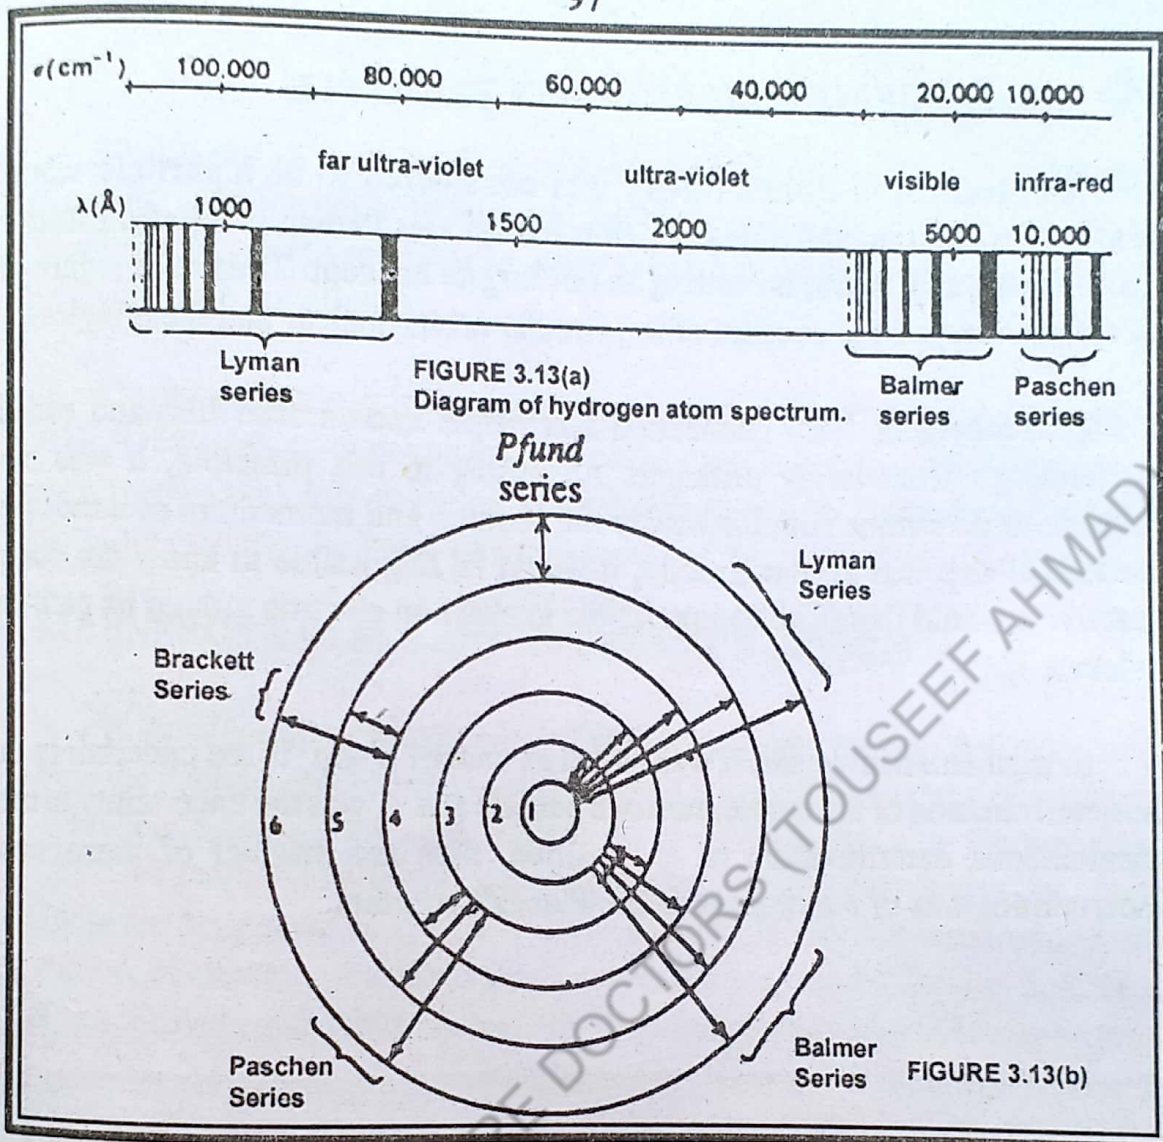 σ(cm⁻¹) 100,000 80,000 60,000 40,000 20,000 10,000
far ultra-violet ultra-violet visible infra-red
λ(Å) 1000 1500 2000 5000 10,000
Lyman
series
FIGURE 3.13(a)
Diagram of hydrogen atom spectrum.
Balmer
series
Paschen
series
Pfund
series
Lyman
Series
Brackett
Series
6 5 4 3 2 1
Paschen
Series
Balmer
Series
FIGURE 3.13(b)
DOCTORS (TOUSEEF AHMAD)